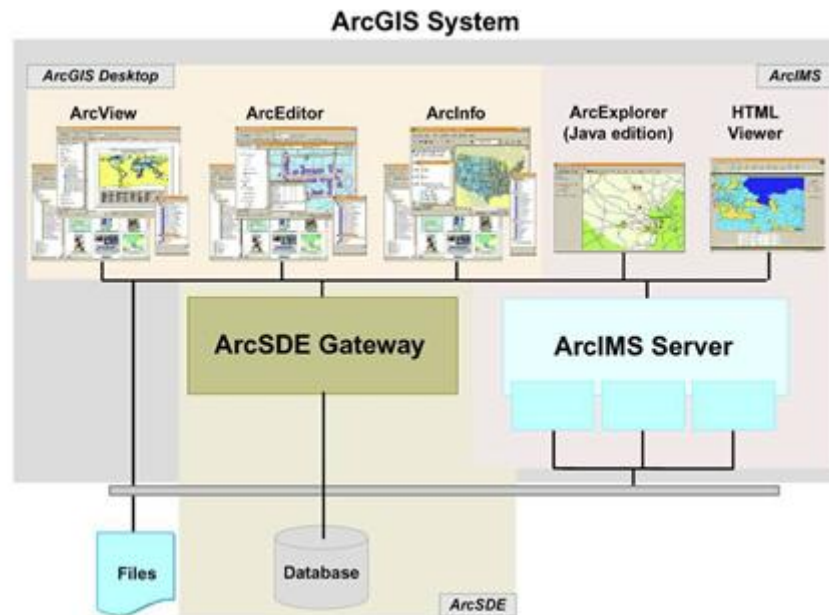 ArcGIS System
ArcGIS Desktop
ArcIMS
ArcView
ArcEditor
ArcInfo
ArcExplorer
(Java edition)
HTML
Viewer
ArcSDE Gateway
ArcIMS Server
Files
Database
ArcSDE